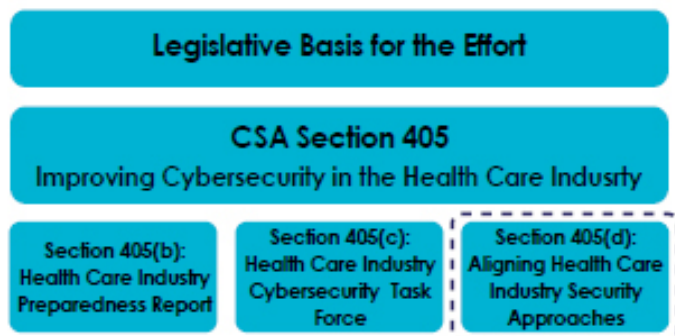 Legislative Basis for the Effort
CSA Section 405
Improving Cybersecurity in the Health Care Indusrty
Section 405(b):
Health Care Industry
Preparedness Report
Section 405(c):
Health Care Industry
Cybersecurity Task
Force
Section 405(d):
Aligning Health Care
Industry Security
Approaches